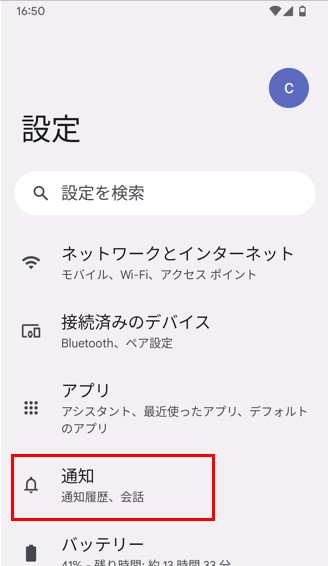 16:50
C
設定
設定を検索
ネットワークとインターネット
モバイル、Wi-Fi、アクセス ポイント
接続済みのデバイス
Bluetooth、ペア設定
アプリ
アシスタント、最近使ったアプリ、デフォルト
のアプリ
通知
通知履歴、会話
バッテリー
41% - 残り時間: 約 13 時間 33 分